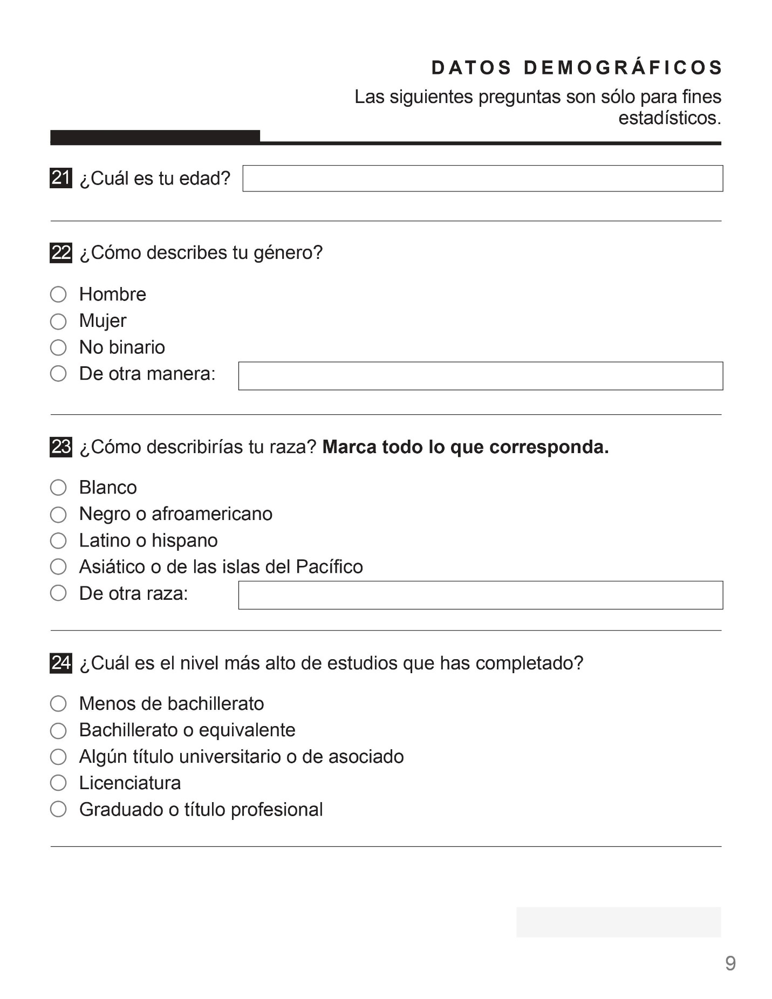 DATOS DEMOGRÁFICOS
Las siguientes preguntas son sólo para fines
estadísticos.
21 ¿Cuál es tu edad?
22 ¿Cómo describes tu género?
Hombre
Mujer
No binario
De otra manera:
23 ¿Cómo describirías tu raza? Marca todo lo que corresponda.
Blanco
Negro o afroamericano
Latino o hispano
Asiático o de las islas del Pacífico
De otra raza:
24 ¿Cuál es el nivel más alto de estudios que has completado?
Menos de bachillerato
Bachillerato o equivalente
Algún título universitario o de asociado
Licenciatura
Graduado o título profesional
9